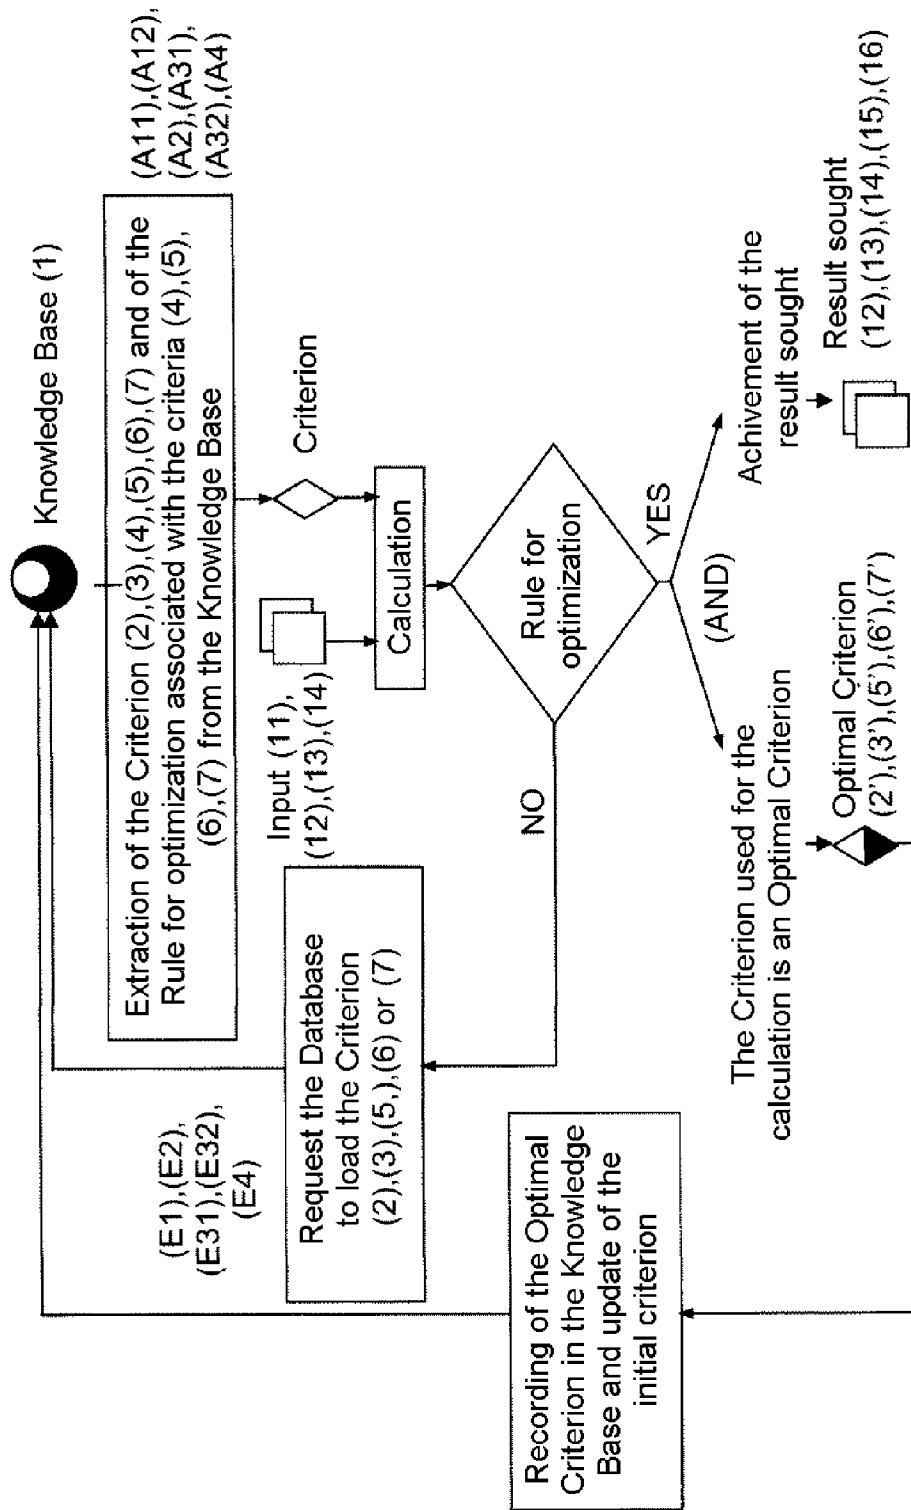 Knowledge Base (1)
Extraction of the Criterion (2),(3),(4),(5),(6),(7) and of the
Rule for optimization associated with the criteria (4),(5),
(6),(7) from the Knowledge Base
(A11),(A12),
(A2),(A31),
(A32),(A4)
Criterion
Input (11),
(12),(13),(14)
Calculation
Rule for
optimization
NO
YES
(AND)
(E1),(E2),
(E31),(E32),
(E4)
Request the Database
to load the Criterion
(2),(3),(5,),(6) or (7)
Achivement of the
result sought
Result sought
(12),(13),(14),(15),(16)
The Criterion used for the
calculation is an Optimal Criterion
Optimal Criterion
(2'),(3'),(5'),(6'),(7')
Recording of the Optimal
Criterion in the Knowledge
Base and update of the
initial criterion